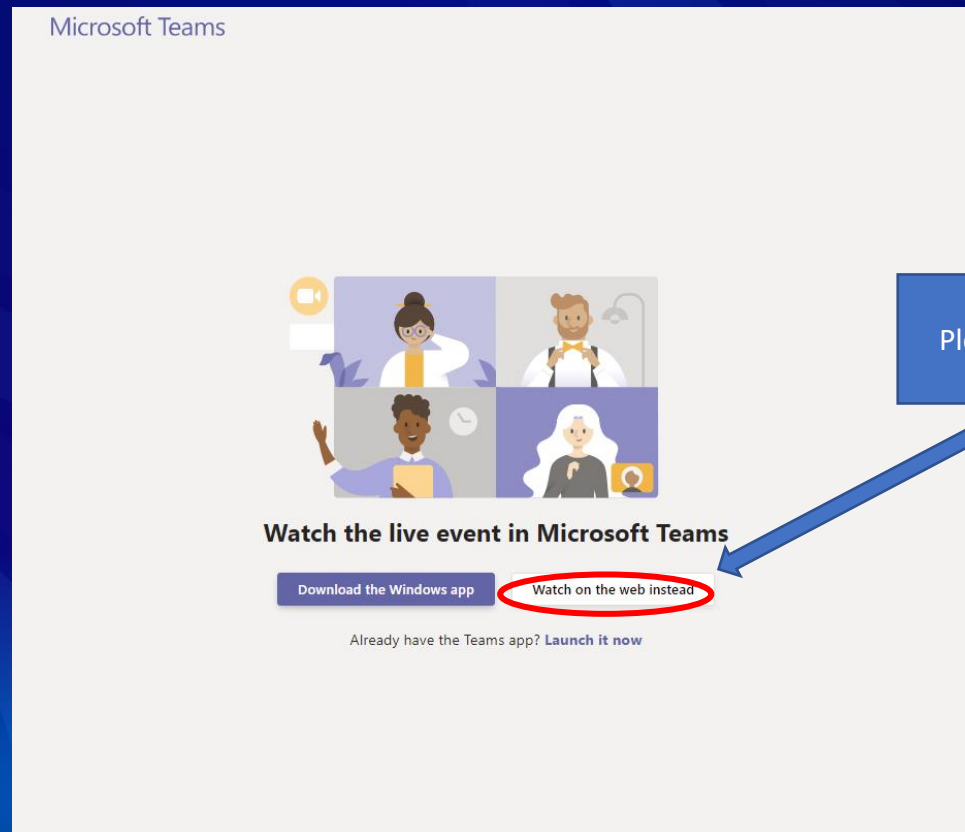 Microsoft Teams
Watch the live event in Microsoft Teams
Download the Windows app
Watch on the web instead
Already have the Teams app? Launch it now